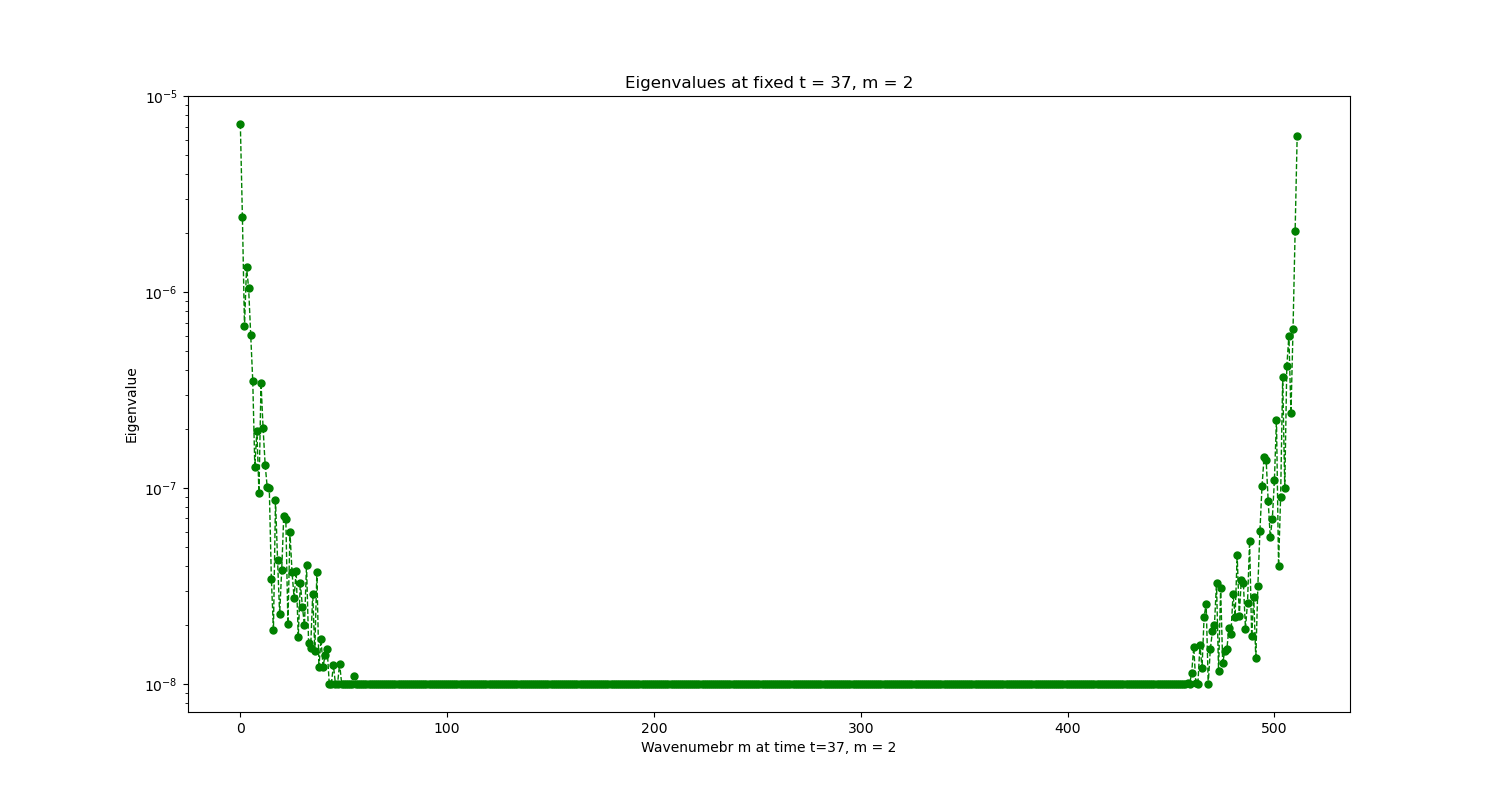 Eigenvalues at fixed t = 37, m = 2
10⁻⁵
10⁻⁶
10⁻⁷
10⁻⁸
Eigenvalue
0 100 200 300 400 500
Wavenumebr m at time t=37, m = 2